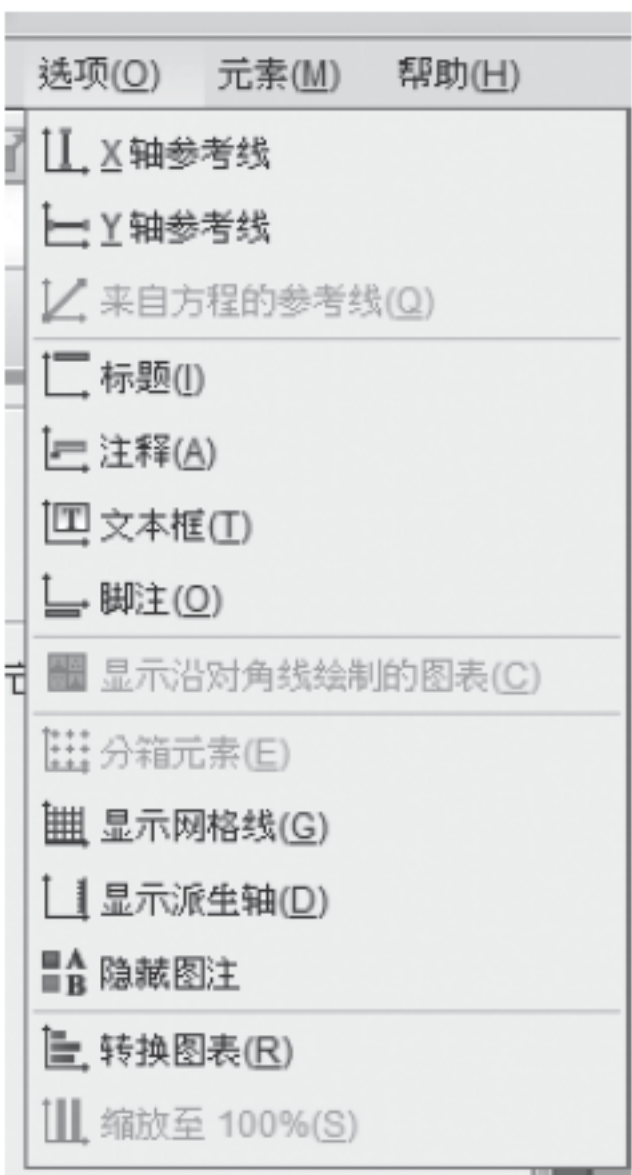 选项(O) 元素(M) 帮助(H)
X 轴参考线
Y 轴参考线
来自方程的参考线(Q)
标题(I)
注释(A)
T 文本框(T)
脚注(O)
显示沿对角线绘制的图表(C)
分箱元素(E)
显示网格线(G)
显示派生轴(D)
AB 隐藏图注
转换图表(R)
缩放至 100%(S)